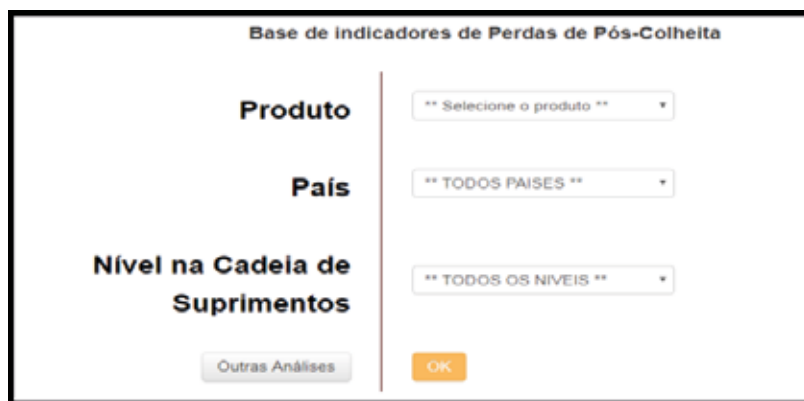 Base de indicadores de Perdas de Pós-Colheita
Produto
** Selecione o produto **
País
** TODOS PAISES **
Nível na Cadeia de
Suprimentos
** TODOS OS NIVEIS **
Outras Análises
OK